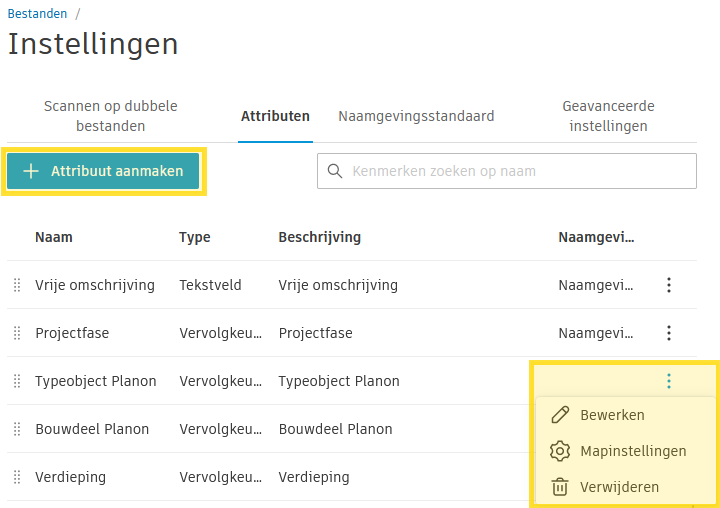 Bestanden /
Instellingen
Scannen op dubbele
bestanden
Attributen
Naamgevingsstandaard
Geavanceerde
instellingen
Attribuut aanmaken
Kenmerken zoeken op naam
Naam Type Beschrijving Naamgevi...
Vrije omschrijving Tekstveld Vrije omschrijving Naamgevi...
Projectfase Vervolgkeu... Projectfase Naamgevi...
Typeobject Planon Vervolgkeu... Typeobject Planon
Bewerken
Bouwdeel Planon Vervolgkeu... Bouwdeel Planon
Mapinstellingen
Verdieping Vervolgkeu... Verdieping
Verwijderen